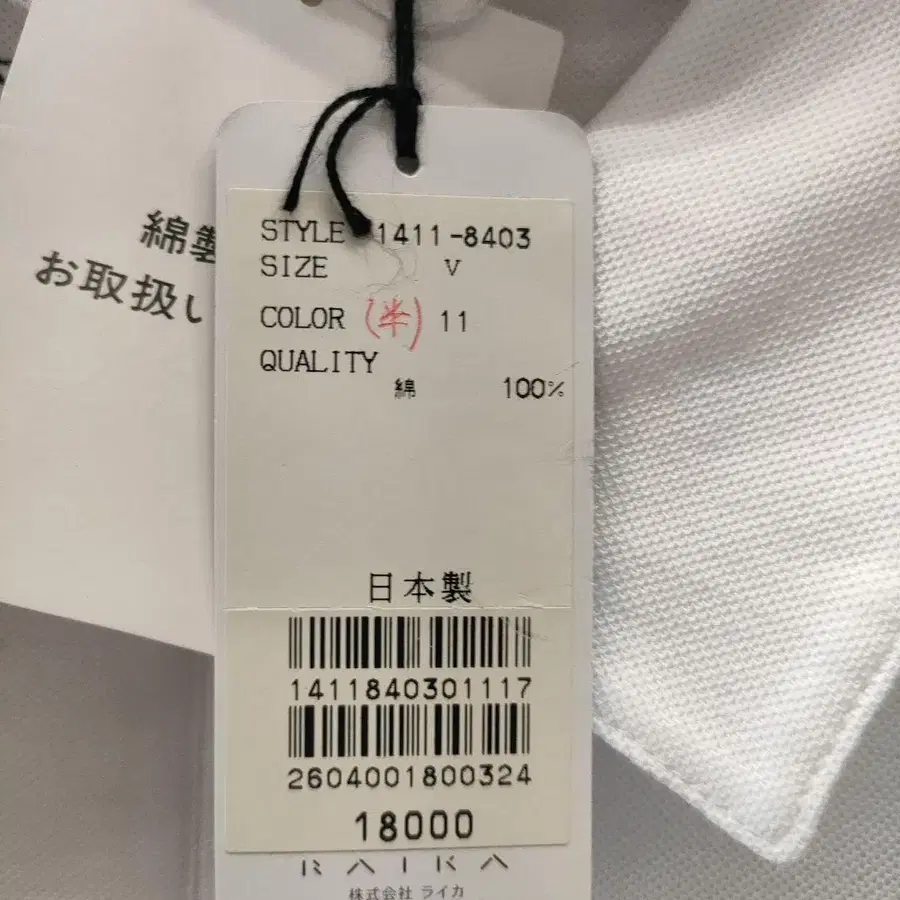 綿製
お取扱い
STYLE 1411-8403
SIZE V
COLOR (半) 11
QUALITY
綿 100%
日本製
1411840301117
2604001800324
18000
RAIKA
株式会社 ライカ